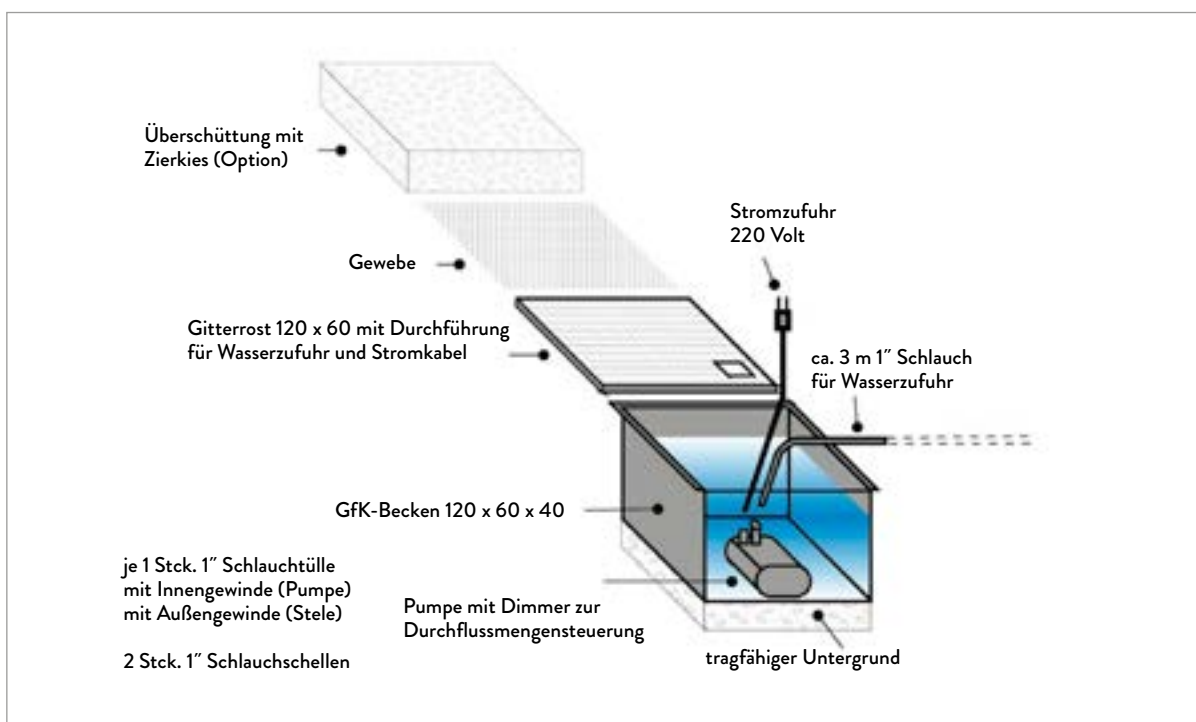 Überschüttung mit
Zierkies (Option)
Stromzufuhr
220 Volt
Gewebe
Gitterrost 120 x 60 mit Durchführung
für Wasserzufuhr und Stromkabel
ca. 3 m 1″ Schlauch
für Wasserzufuhr
GfK-Becken 120 x 60 x 40
je 1 Stck. 1″ Schlauchtülle
mit Innengewinde (Pumpe)
mit Außengewinde (Stele)
2 Stck. 1″ Schlauchschellen
Pumpe mit Dimmer zur
Durchflussmengensteuerung
tragfähiger Untergrund